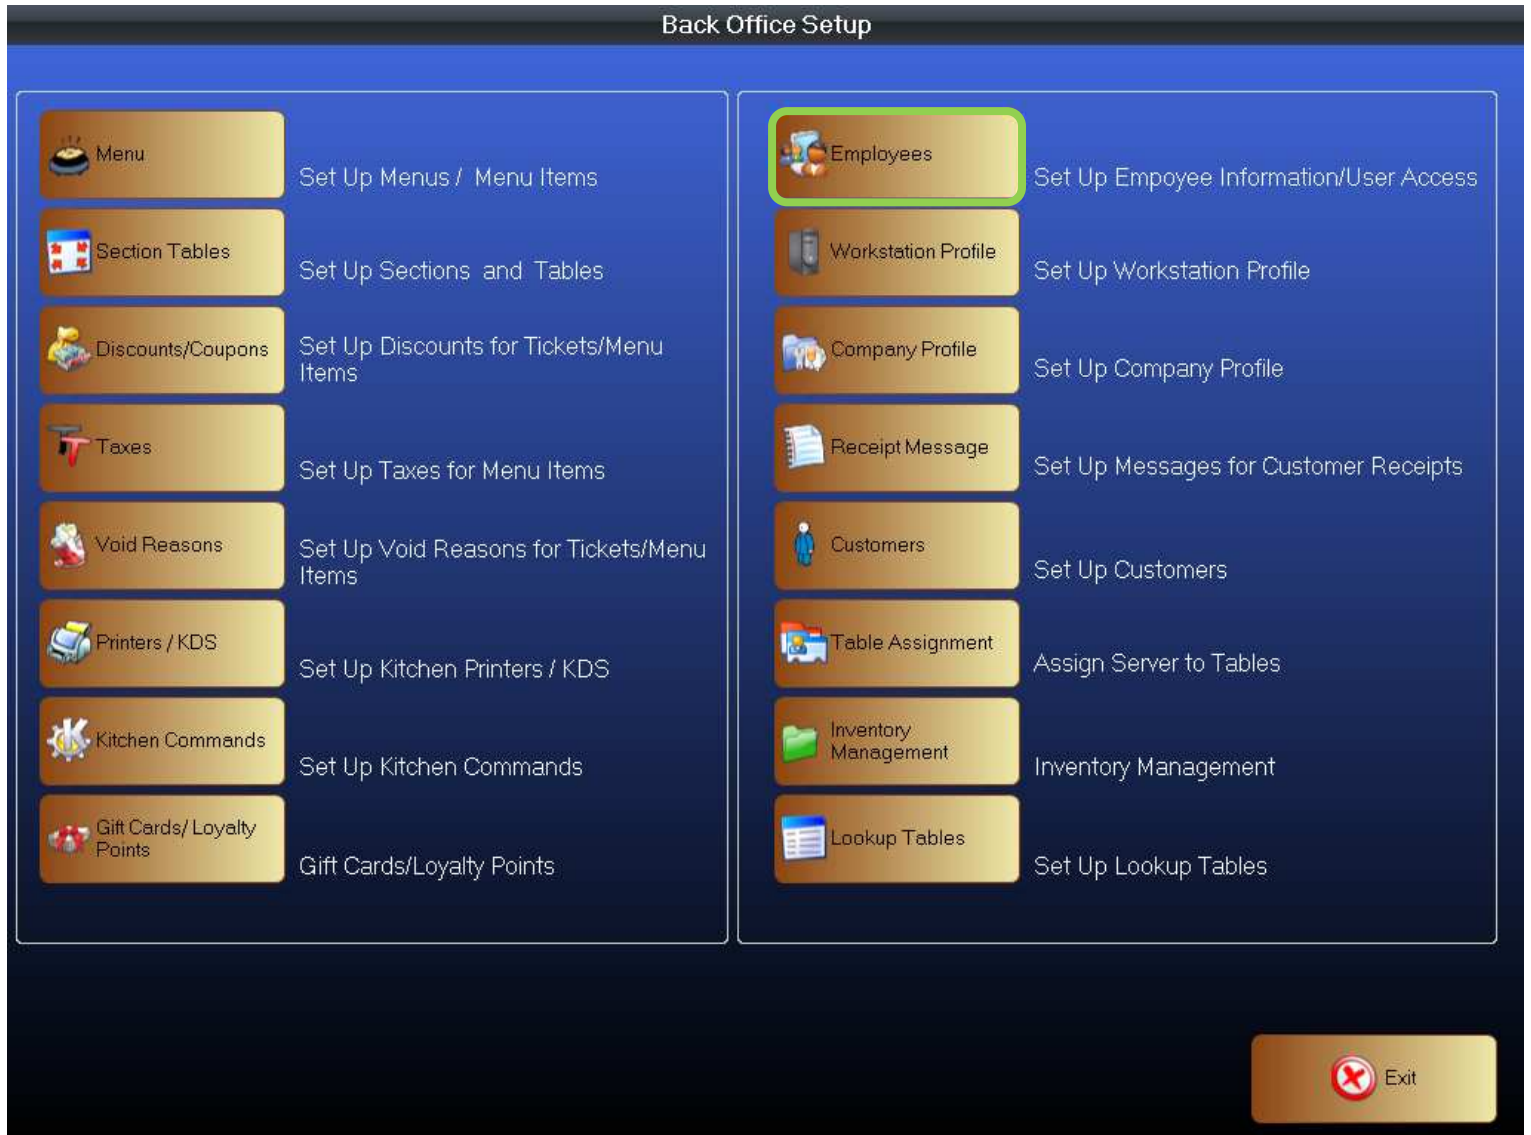 Back Office Setup
Menu
Set Up Menus / Menu Items
Section Tables
Set Up Sections and Tables
Discounts/Coupons
Set Up Discounts for Tickets/Menu
Items
Taxes
Set Up Taxes for Menu Items
Void Reasons
Set Up Void Reasons for Tickets/Menu
Items
Printers / KDS
Set Up Kitchen Printers / KDS
Kitchen Commands
Set Up Kitchen Commands
Gift Cards/ Loyalty
Points
Gift Cards/Loyalty Points
Employees
Set Up Empoyee Information/User Access
Workstation Profile
Set Up Workstation Profile
Company Profile
Set Up Company Profile
Receipt Message
Set Up Messages for Customer Receipts
Customers
Set Up Customers
Table Assignment
Assign Server to Tables
Inventory
Management
Inventory Management
Lookup Tables
Set Up Lookup Tables
Exit